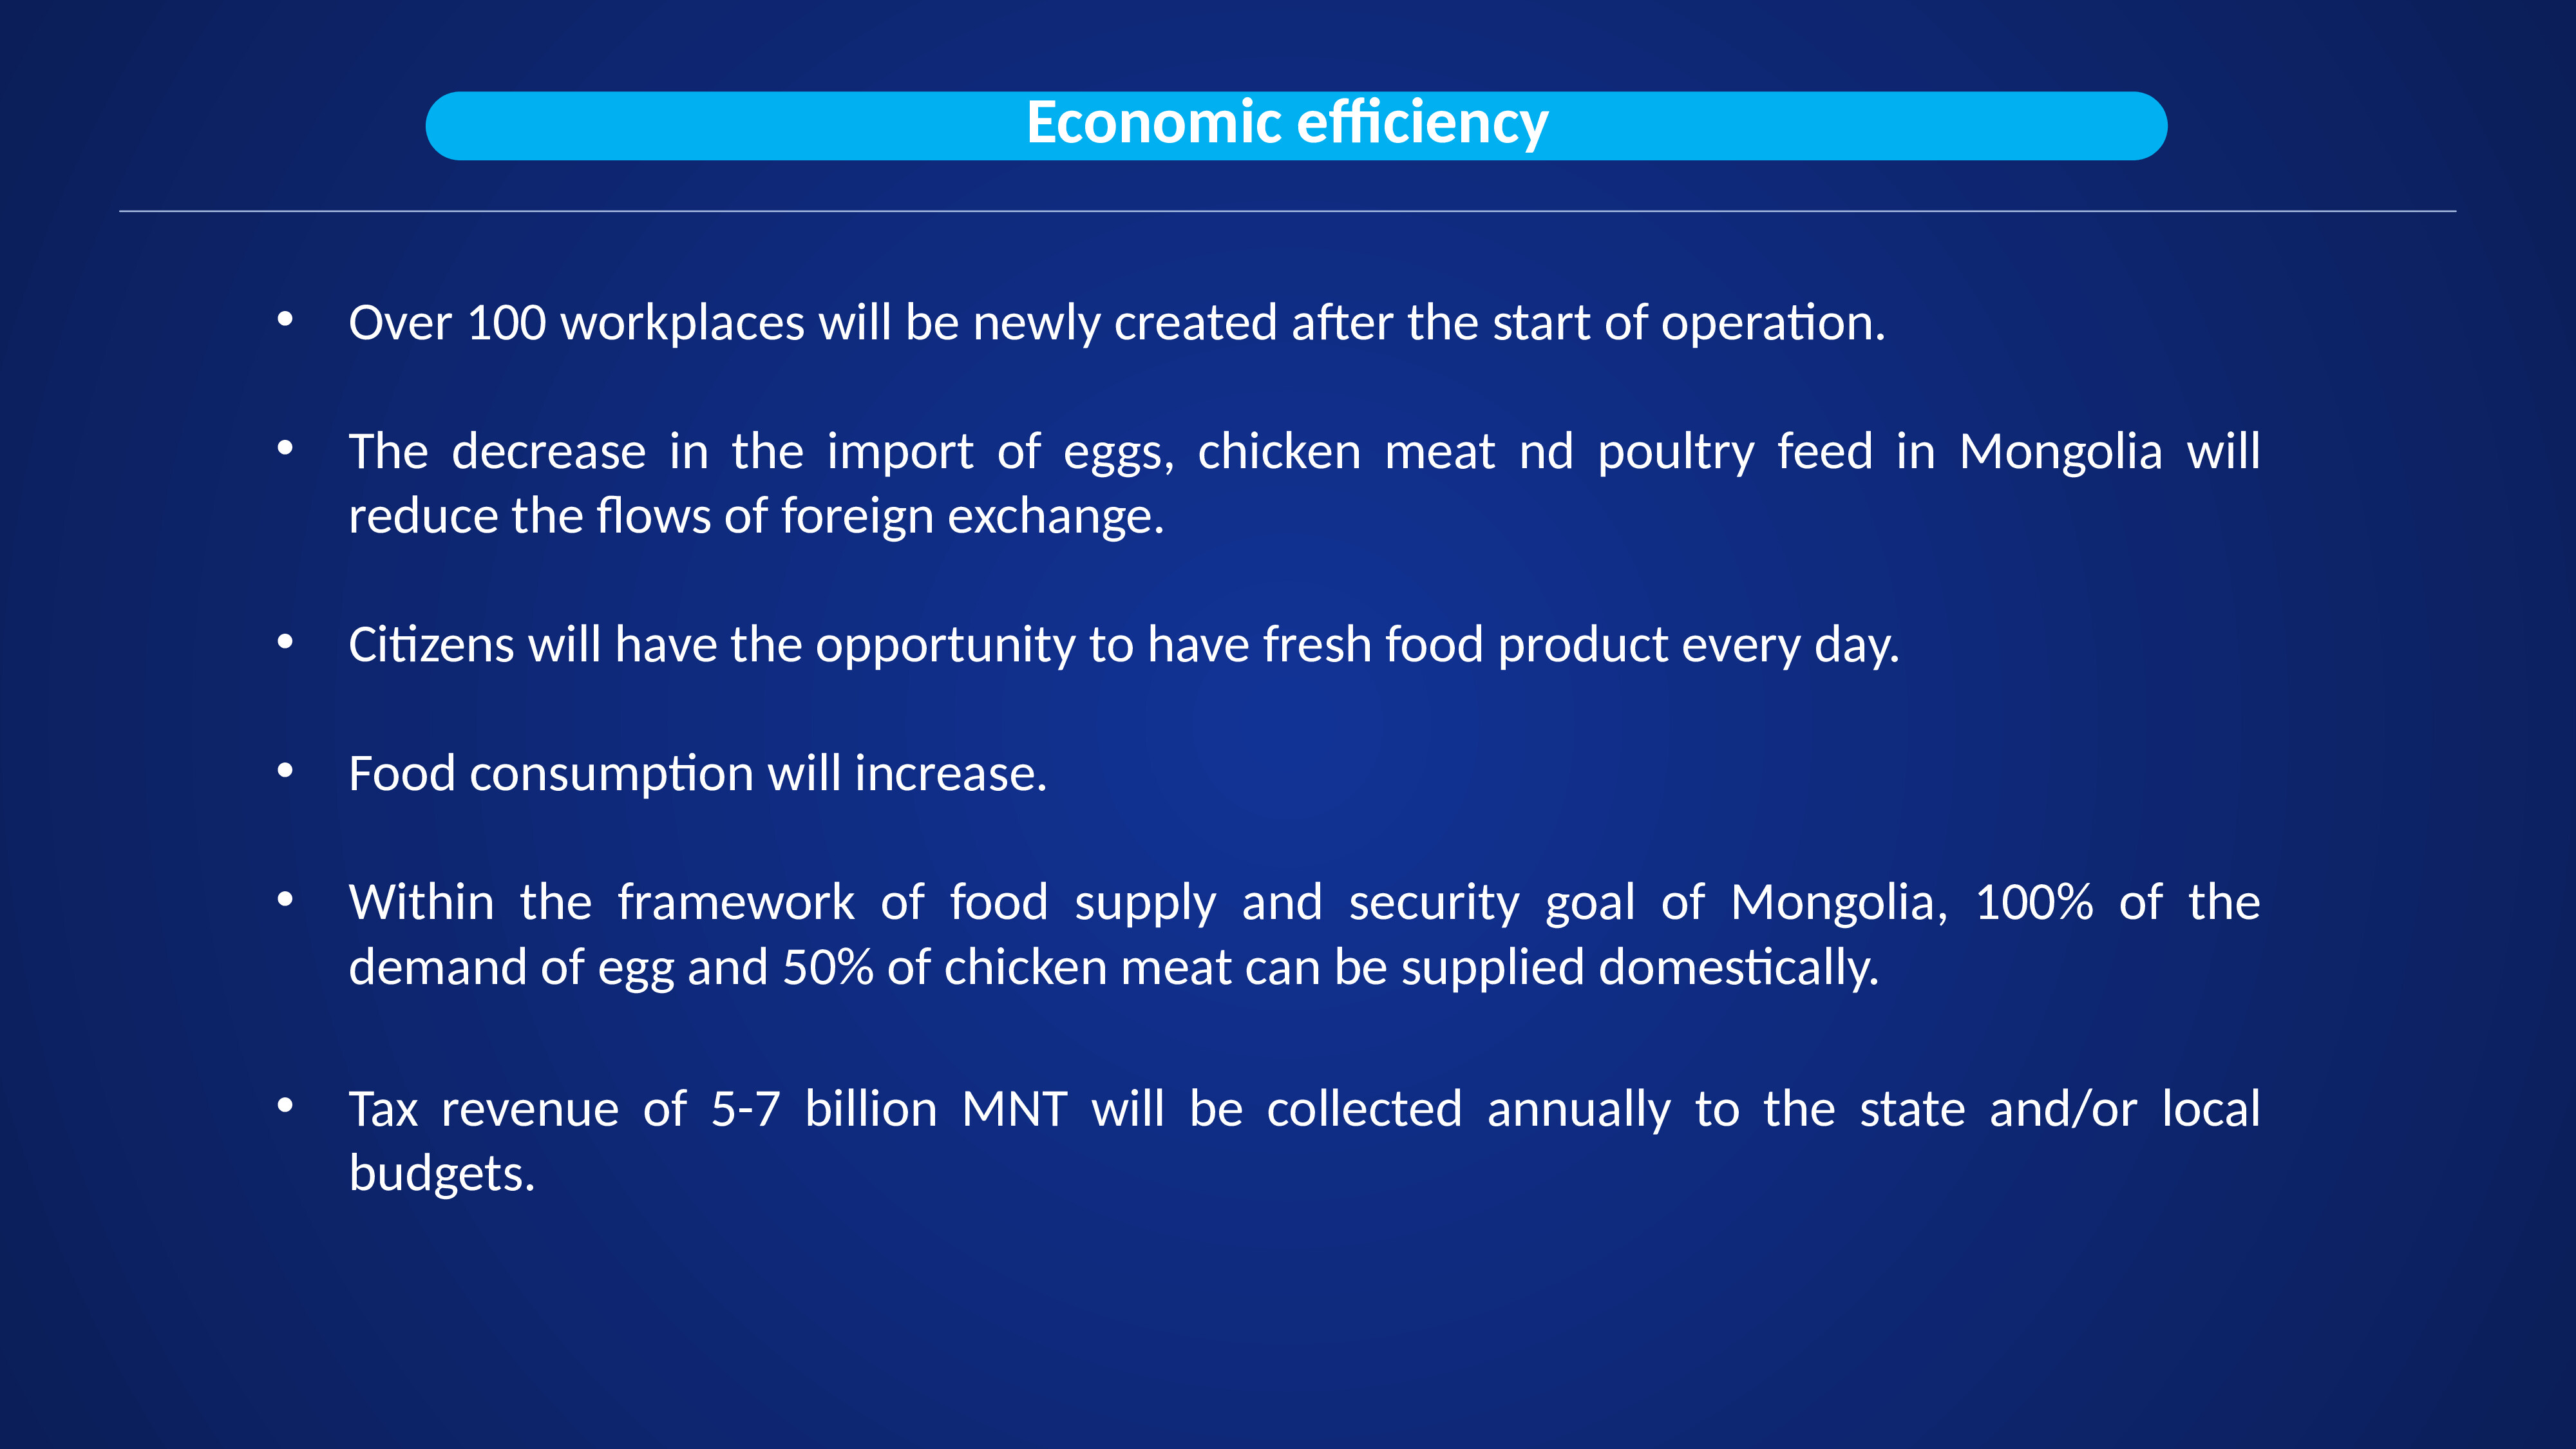 Economic efficiency
• Over 100 workplaces will be newly created after the start of operation.
• The decrease in the import of eggs, chicken meat nd poultry feed in Mongolia will
reduce the flows of foreign exchange.
• Citizens will have the opportunity to have fresh food product every day.
• Food consumption will increase.
• Within the framework of food supply and security goal of Mongolia, 100% of the
demand of egg and 50% of chicken meat can be supplied domestically.
• Tax revenue of 5-7 billion MNT will be collected annually to the state and/or local
budgets.